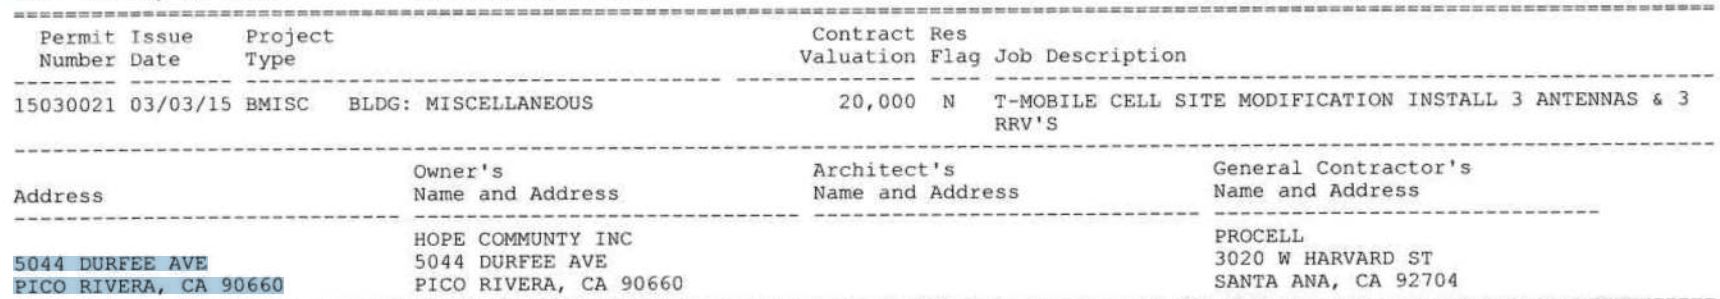 Permit Issue Project Contract Res
Number Date Type Valuation Flag Job Description
15030021 03/03/15 BMISC BLDG: MISCELLANEOUS 20,000 N T-MOBILE CELL SITE MODIFICATION INSTALL 3 ANTENNAS & 3
RRV'S
Owner's Architect's General Contractor's
Address Name and Address Name and Address Name and Address
HOPE COMMUNTY INC PROCELL
5044 DURFEE AVE 5044 DURFEE AVE 3020 W HARVARD ST
PICO RIVERA, CA 90660 PICO RIVERA, CA 90660 SANTA ANA, CA 92704